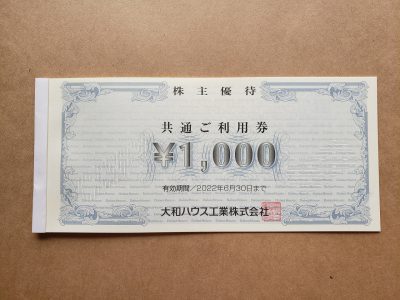 株主優待
共通ご利用券
¥1,000
有効期間／2022年6月30日まで
大和ハウス工業株式会社